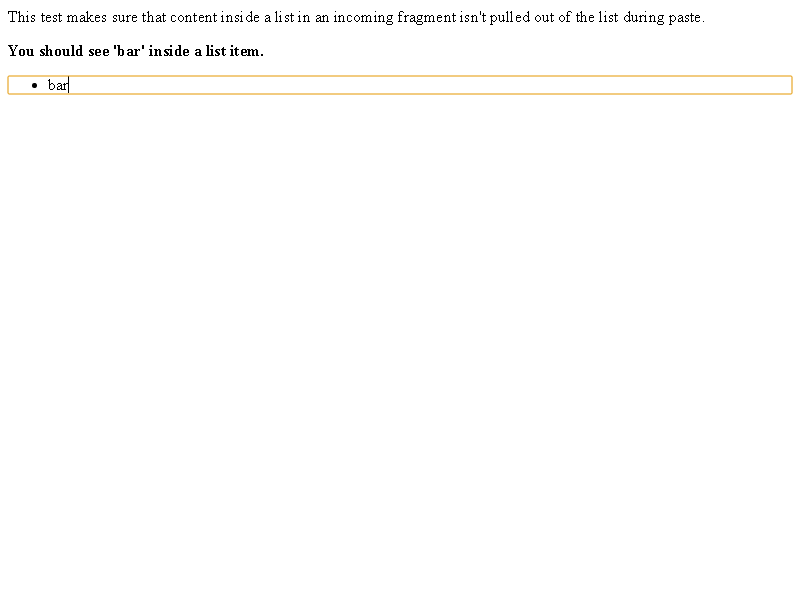 This test makes sure that content inside a list in an incoming fragment isn't pulled out of the list during paste.
You should see 'bar' inside a list item.
• bar